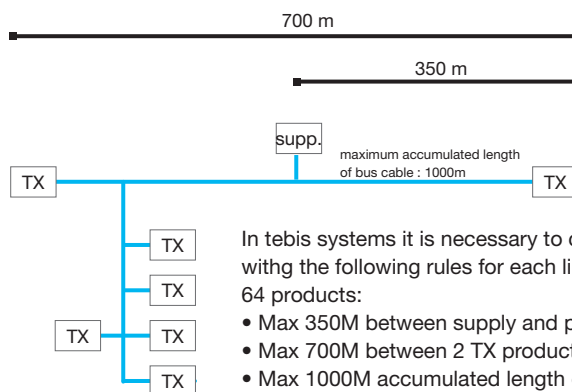 700 m
350 m
supp.
maximum accumulated length
of bus cable : 1000m
TX
TX
TX
TX
TX
TX
TX
In tebis systems it is necessary to
withg the following rules for each
64 products:
• Max 350M between supply and
• Max 700M between 2 TX
• Max 1000M accumulated length